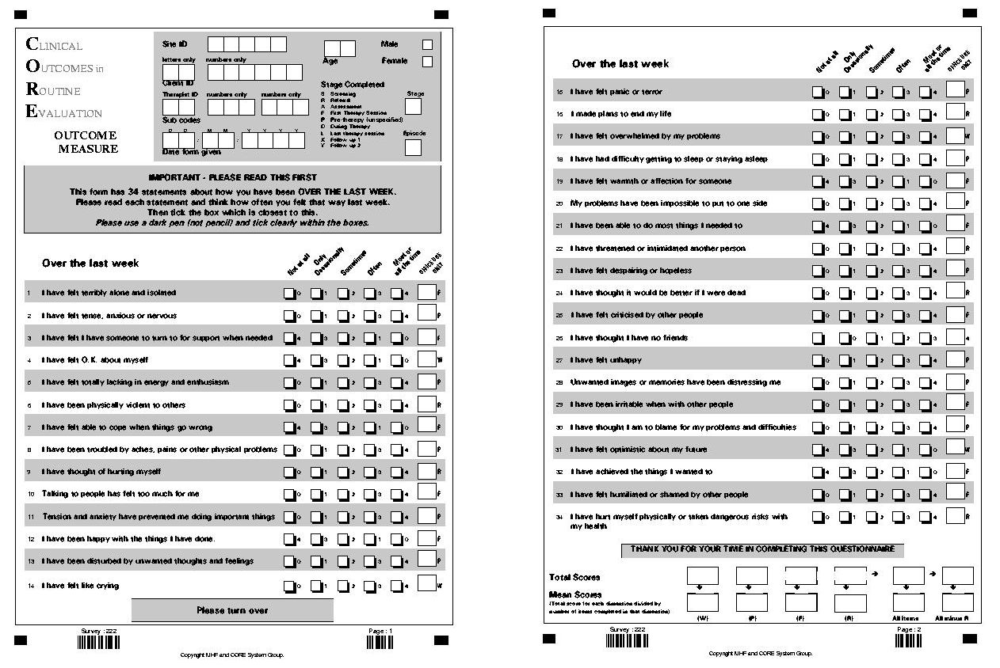 CLINICAL
OUTCOMES in
ROUTINE
EVALUATION
OUTCOME
MEASURE
Site ID
letters only numbers only
Client ID
Therapist ID numbers only numbers only
Sub codes
D D M M Y Y Y Y
Date form given
Age
Male
Female
Stage Completed
S Screening
R Referral
A Assessment
F First Therapy Session
P Pre-therapy (unspecified)
D During Therapy
L Last therapy session
X Follow up 1
Y Follow up 2
Stage
Episode
IMPORTANT - PLEASE READ THIS FIRST
This form has 34 statements about how you have been OVER THE LAST WEEK.
Please read each statement and think how often you felt that way last week.
Then tick the box which is closest to this.
Please use a dark pen (not pencil) and tick clearly within the boxes.
Over the last week
Not at all
Only Occasionally
Sometimes
Often
Most or all the time
OFFICE USE ONLY
1 I have felt terribly alone and isolated 0 1 2 3 4 F
2 I have felt tense, anxious or nervous 0 1 2 3 4 P
3 I have felt I have someone to turn to for support when needed 4 3 2 1 0 F
4 I have felt O.K. about myself 4 3 2 1 0 W
5 I have felt totally lacking in energy and enthusiasm 0 1 2 3 4 P
6 I have been physically violent to others 0 1 2 3 4 R
7 I have felt able to cope when things go wrong 4 3 2 1 0 F
8 I have been troubled by aches, pains or other physical problems 0 1 2 3 4 P
9 I have thought of hurting myself 0 1 2 3 4 R
10 Talking to people has felt too much for me 0 1 2 3 4 F
11 Tension and anxiety have prevented me doing important things 0 1 2 3 4 P
12 I have been happy with the things I have done. 4 3 2 1 0 F
13 I have been disturbed by unwanted thoughts and feelings 0 1 2 3 4 P
14 I have felt like crying 0 1 2 3 4 W
Please turn over
Survey : 222 Page : 1
Copyright MHF and CORE System Group.
Over the last week
Not at all
Only Occasionally
Sometimes
Often
Most or all the time
OFFICE USE ONLY
15 I have felt panic or terror 0 1 2 3 4 P
16 I made plans to end my life 0 1 2 3 4 R
17 I have felt overwhelmed by my problems 0 1 2 3 4 W
18 I have had difficulty getting to sleep or staying asleep 0 1 2 3 4 P
19 I have felt warmth or affection for someone 4 3 2 1 0 F
20 My problems have been impossible to put to one side 0 1 2 3 4 P
21 I have been able to do most things I needed to 4 3 2 1 0 F
22 I have threatened or intimidated another person 0 1 2 3 4 R
23 I have felt despairing or hopeless 0 1 2 3 4 P
24 I have thought it would be better if I were dead 0 1 2 3 4 R
25 I have felt criticised by other people 0 1 2 3 4 F
26 I have thought I have no friends 0 1 2 3 4
27 I have felt unhappy 0 1 2 3 4 P
28 Unwanted images or memories have been distressing me 0 1 2 3 4 P
29 I have been irritable when with other people 0 1 2 3 4 F
30 I have thought I am to blame for my problems and difficulties 0 1 2 3 4 P
31 I have felt optimistic about my future 4 3 2 1 0 W
32 I have achieved the things I wanted to 4 3 2 1 0 F
33 I have felt humiliated or shamed by other people 0 1 2 3 4 F
34 I have hurt myself physically or taken dangerous risks with 0 1 2 3 4 R
my health
THANK YOU FOR YOUR TIME IN COMPLETING THIS QUESTIONNAIRE
Total Scores
Mean Scores
(Total score for each dimension divided by
number of items completed in that dimension)
(W) (P) (F) (R) All items All minus R
Survey : 222 Page : 2
Copyright MHF and CORE System Group.